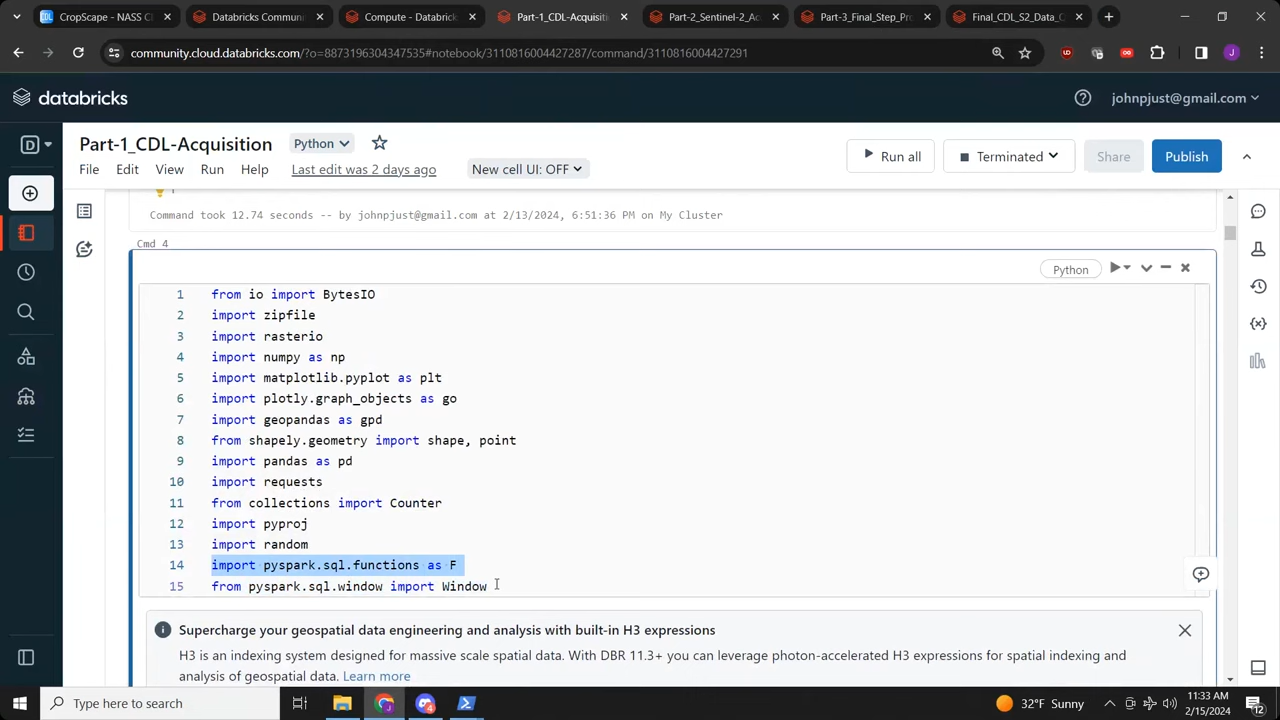 CropScape - NASS C
Databricks Commun
Compute - Databrick
Part-1_CDL-Acquisiti
Part-2_Sentinel-2_Ac
Part-3_Final_Step_Pro
Final_CDL_S2_Data_C
community.cloud.databricks.com/?o=8873196304347535#notebook/3110816004427287/command/3110816004427291
J
databricks
johnpjust@gmail.com
D
Part-1_CDL-Acquisition
Python
Run all
Terminated
Share
Publish
File Edit View Run Help Last edit was 2 days ago New cell UI: OFF
Command took 12.74 seconds -- by johnpjust@gmail.com at 2/13/2024, 6:51:36 PM on My Cluster
Cmd 4
Python
1 from io import BytesIO
2 import zipfile
3 import rasterio
4 import numpy as np
5 import matplotlib.pyplot as plt
6 import plotly.graph_objects as go
7 import geopandas as gpd
8 from shapely.geometry import shape, point
9 import pandas as pd
10 import requests
11 from collections import Counter
12 import pyproj
13 import random
14 import pyspark.sql.functions as F
15 from pyspark.sql.window import Window
Supercharge your geospatial data engineering and analysis with built-in H3 expressions
H3 is an indexing system designed for massive scale spatial data. With DBR 11.3+ you can leverage photon-accelerated H3 expressions for spatial indexing and
analysis of geospatial data. Learn more
Type here to search
32°F Sunny
11:33 AM
2/15/2024
12